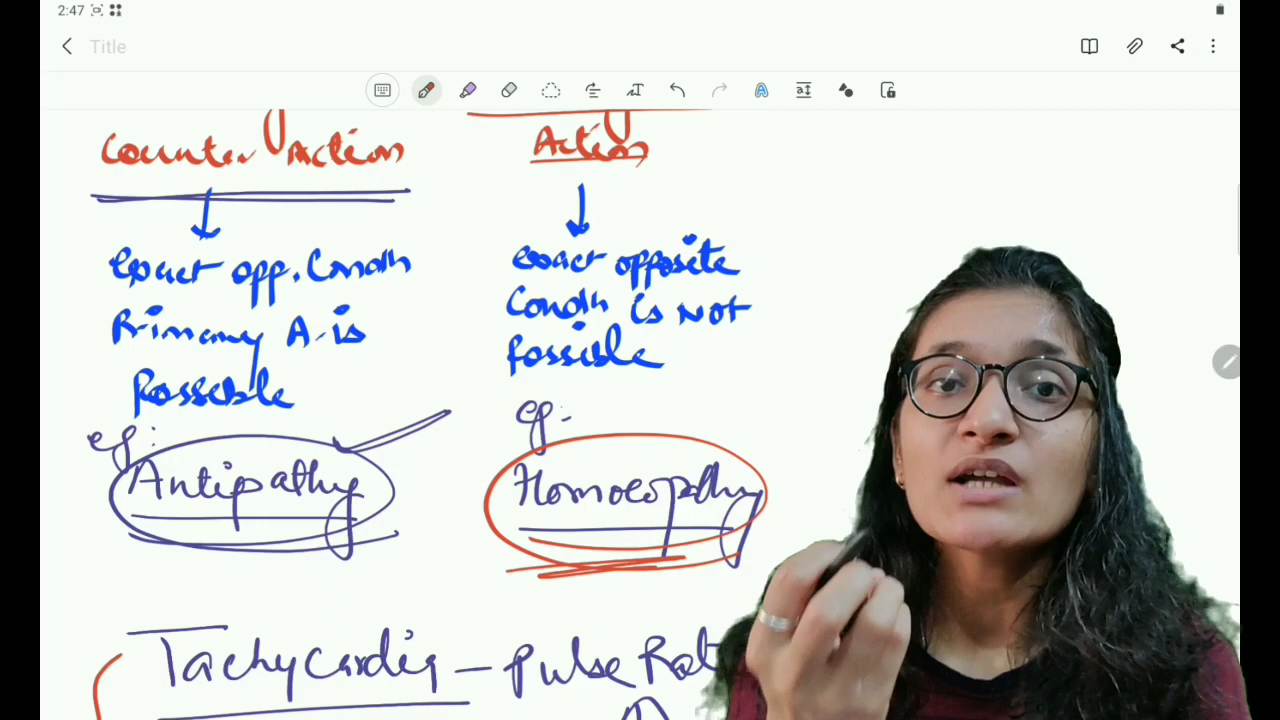 2:47
Title
Counter Action
Action
exact opp. Condn
Primary A. is
Possible
exact opposite
Condn is NOT
Possible
eg:
Antipathy
eg:
Homoeopathy
Tachycardia - Pulse Rat